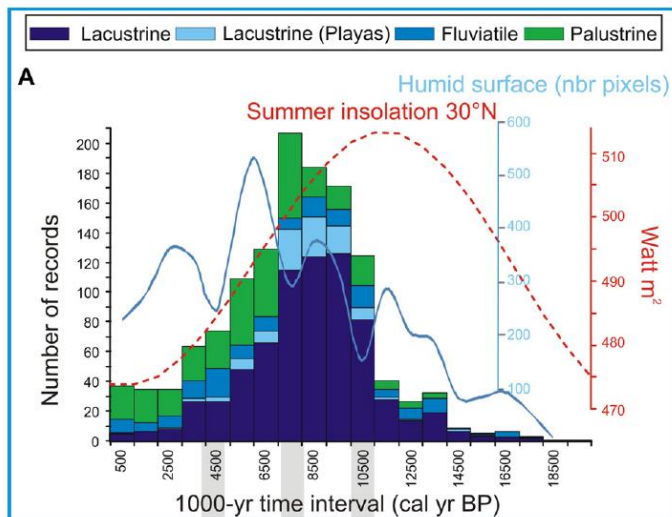 Lacustrine Lacustrine (Playas) Fluviatile Palustrine
A
Humid surface (nbr pixels)
Summer insolation 30°N
Number of records
200
180
160
140
120
100
80
60
40
20
0
600
500
400
300
200
100
510
500
490
480
470
460
Watt m²
500 2500 4500 6500 8500 10500 12500 14500 16500 18500
1000-yr time interval (cal yr BP)